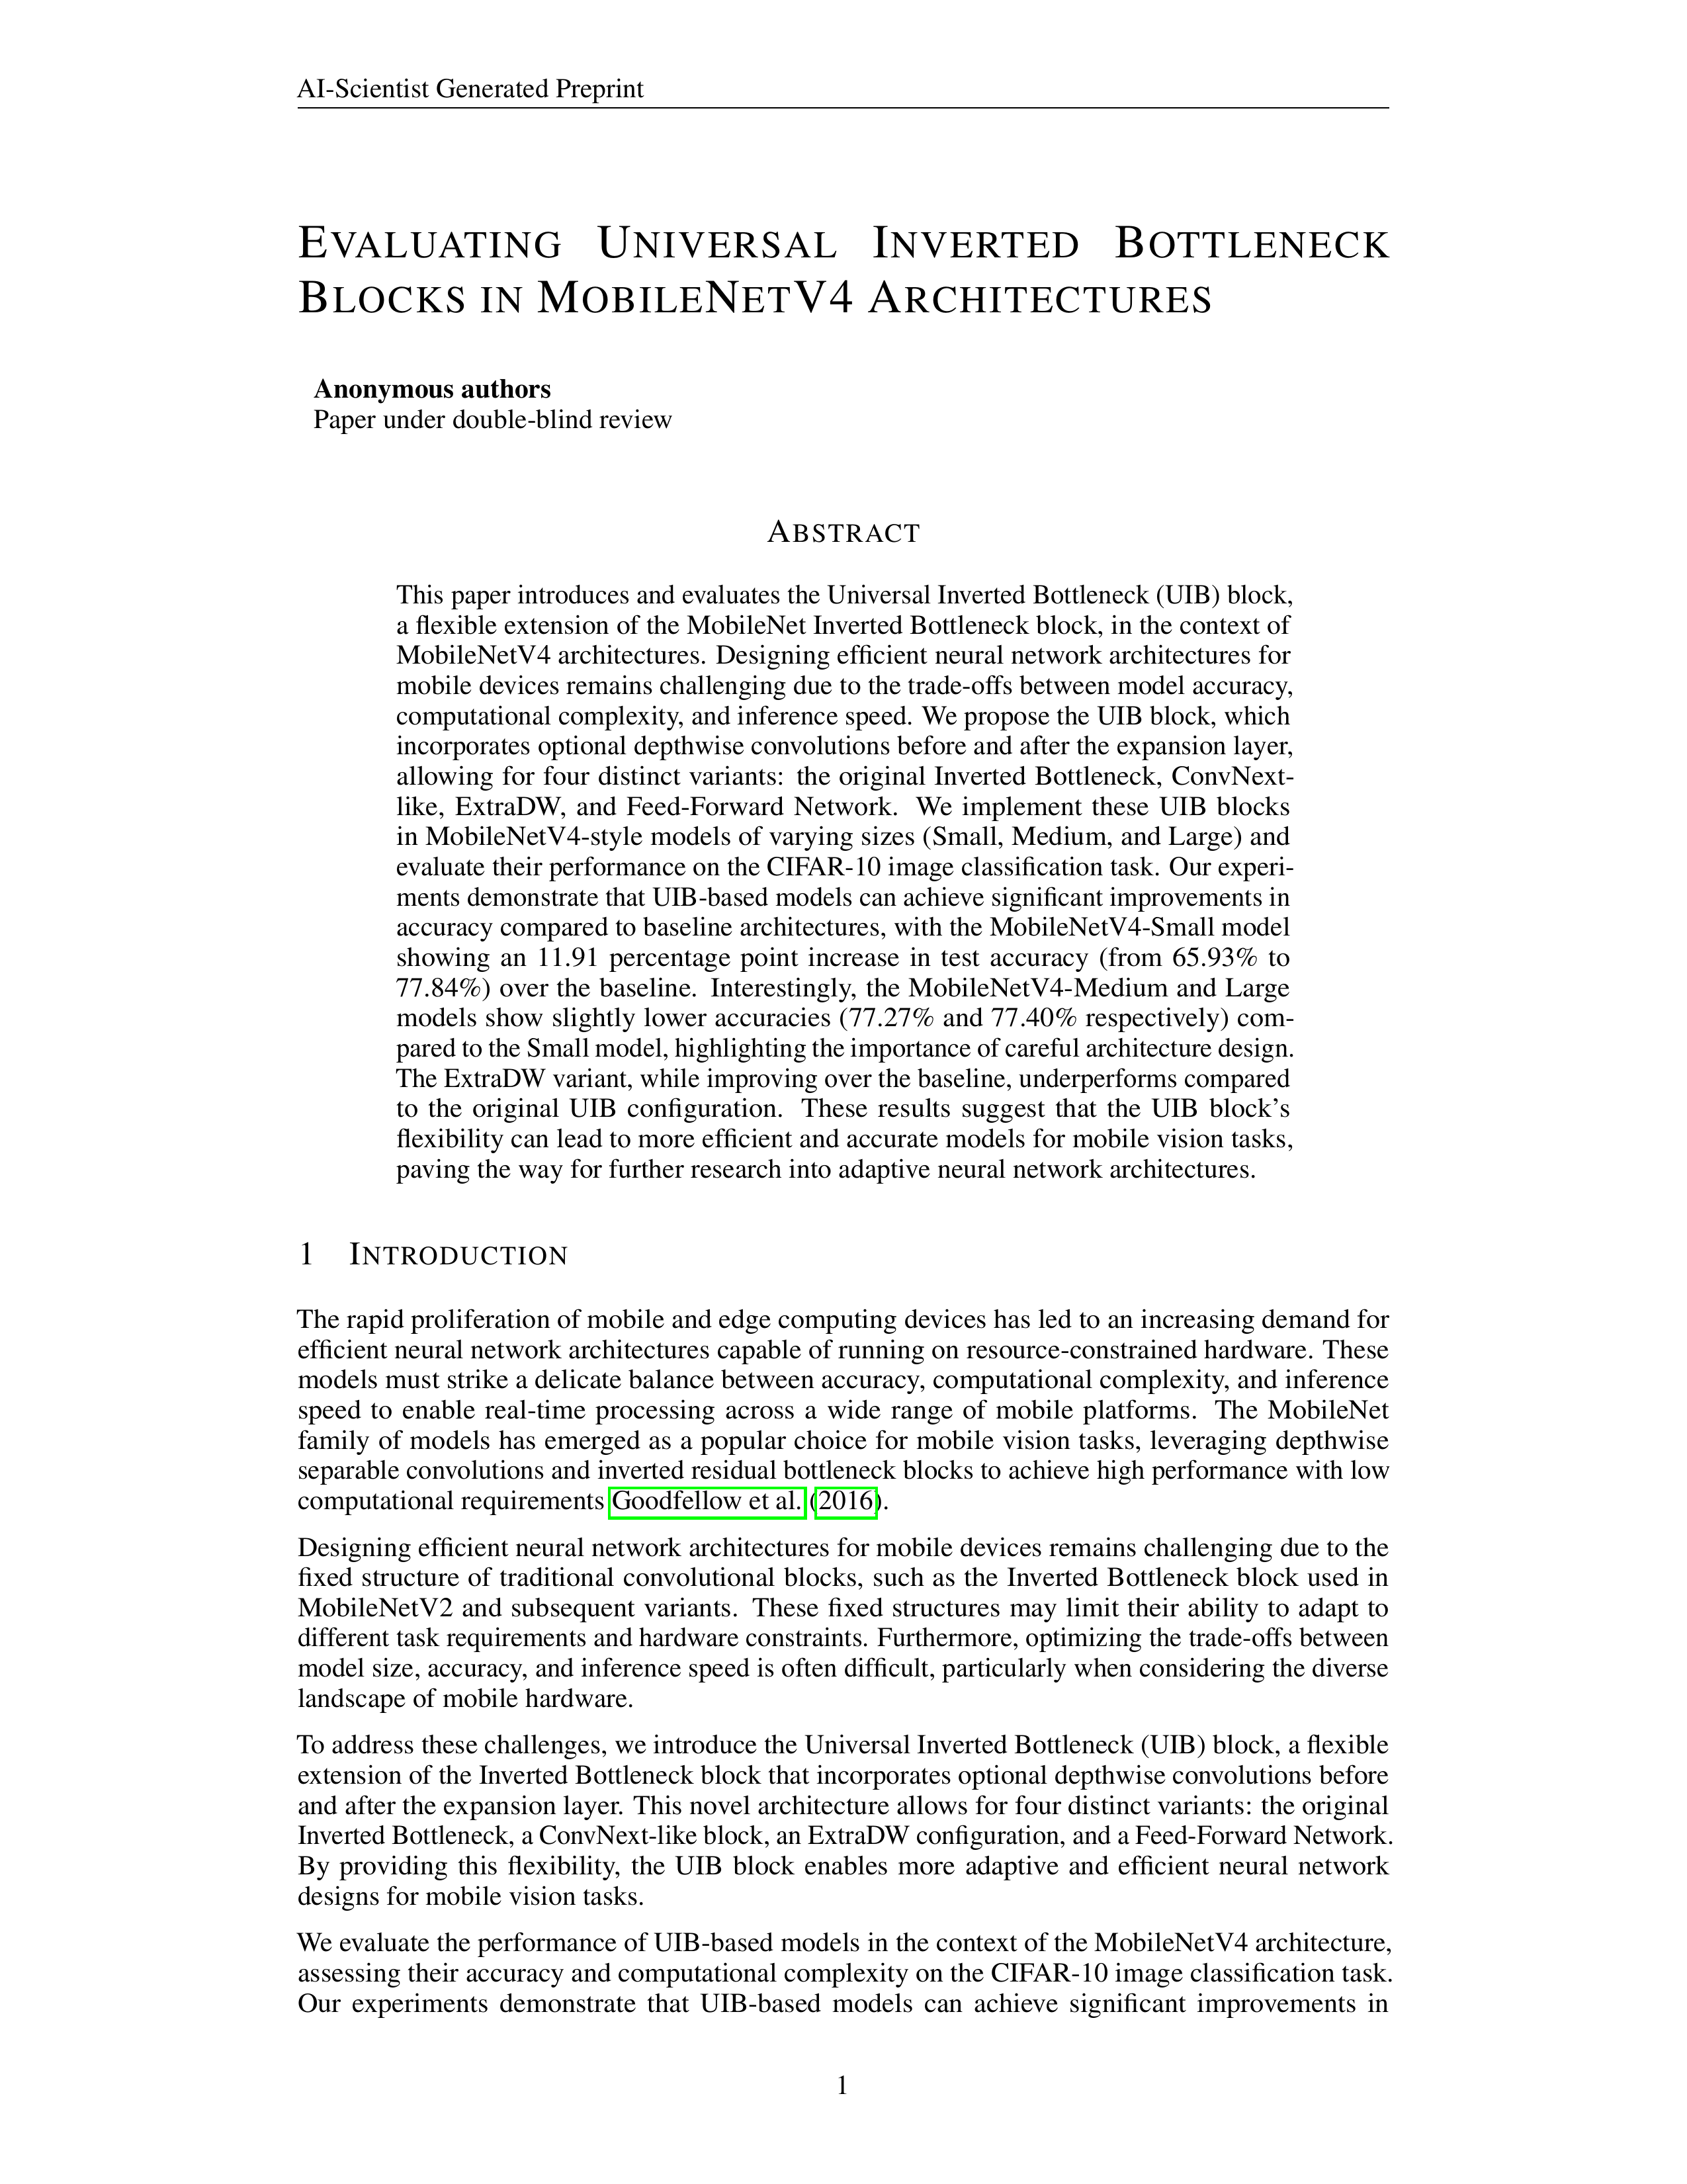 AI-Scientist Generated Preprint
EVALUATING UNIVERSAL INVERTED BOTTLENECK
BLOCKS IN MOBILENETV4 ARCHITECTURES
Anonymous authors
Paper under double-blind review
ABSTRACT
This paper introduces and evaluates the Universal Inverted Bottleneck (UIB) block,
a flexible extension of the MobileNet Inverted Bottleneck block, in the context of
MobileNetV4 architectures. Designing efficient neural network architectures for
mobile devices remains challenging due to the trade-offs between model accuracy,
computational complexity, and inference speed. We propose the UIB block, which
incorporates optional depthwise convolutions before and after the expansion layer,
allowing for four distinct variants: the original Inverted Bottleneck, ConvNext-
like, ExtraDW, and Feed-Forward Network. We implement these UIB blocks
in MobileNetV4-style models of varying sizes (Small, Medium, and Large) and
evaluate their performance on the CIFAR-10 image classification task. Our experi-
ments demonstrate that UIB-based models can achieve significant improvements in
accuracy compared to baseline architectures, with the MobileNetV4-Small model
showing an 11.91 percentage point increase in test accuracy (from 65.93% to
77.84%) over the baseline. Interestingly, the MobileNetV4-Medium and Large
models show slightly lower accuracies (77.27% and 77.40% respectively) com-
pared to the Small model, highlighting the importance of careful architecture design.
The ExtraDW variant, while improving over the baseline, underperforms compared
to the original UIB configuration. These results suggest that the UIB block's
flexibility can lead to more efficient and accurate models for mobile vision tasks,
paving the way for further research into adaptive neural network architectures.
1 INTRODUCTION
The rapid proliferation of mobile and edge computing devices has led to an increasing demand for
efficient neural network architectures capable of running on resource-constrained hardware. These
models must strike a delicate balance between accuracy, computational complexity, and inference
speed to enable real-time processing across a wide range of mobile platforms. The MobileNet
family of models has emerged as a popular choice for mobile vision tasks, leveraging depthwise
separable convolutions and inverted residual bottleneck blocks to achieve high performance with low
computational requirements Goodfellow et al. (2016).
Designing efficient neural network architectures for mobile devices remains challenging due to the
fixed structure of traditional convolutional blocks, such as the Inverted Bottleneck block used in
MobileNetV2 and subsequent variants. These fixed structures may limit their ability to adapt to
different task requirements and hardware constraints. Furthermore, optimizing the trade-offs between
model size, accuracy, and inference speed is often difficult, particularly when considering the diverse
landscape of mobile hardware.
To address these challenges, we introduce the Universal Inverted Bottleneck (UIB) block, a flexible
extension of the Inverted Bottleneck block that incorporates optional depthwise convolutions before
and after the expansion layer. This novel architecture allows for four distinct variants: the original
Inverted Bottleneck, a ConvNext-like block, an ExtraDW configuration, and a Feed-Forward Network.
By providing this flexibility, the UIB block enables more adaptive and efficient neural network
designs for mobile vision tasks.
We evaluate the performance of UIB-based models in the context of the MobileNetV4 architecture,
assessing their accuracy and computational complexity on the CIFAR-10 image classification task.
Our experiments demonstrate that UIB-based models can achieve significant improvements in
1